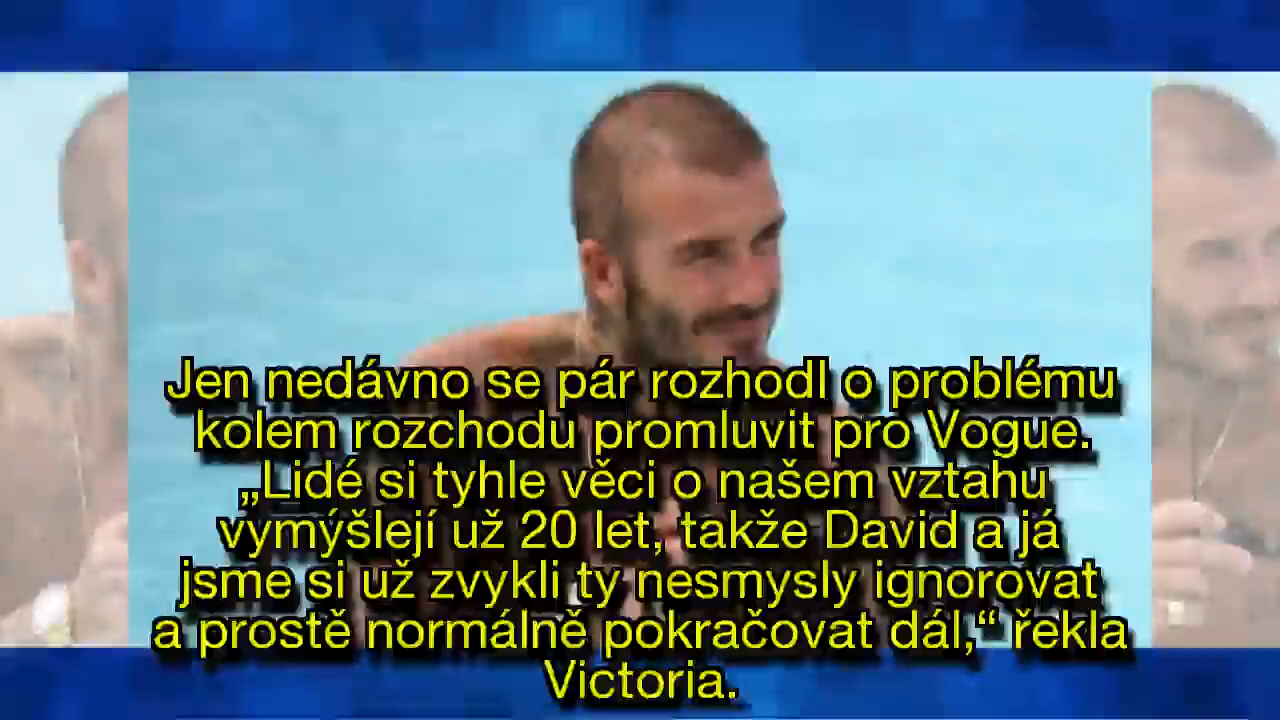 Jen nedávno se pár rozhodl o problému
kolem rozchodu promluvit pro Vogue.
„Lidé si tyhle věci o našem vztahu
vymýšlejí už 20 let, takže David a já
jsme si už zvykli ty nesmysly ignorovat
a prostě normálně pokračovat dál,“ řekla
Victoria.